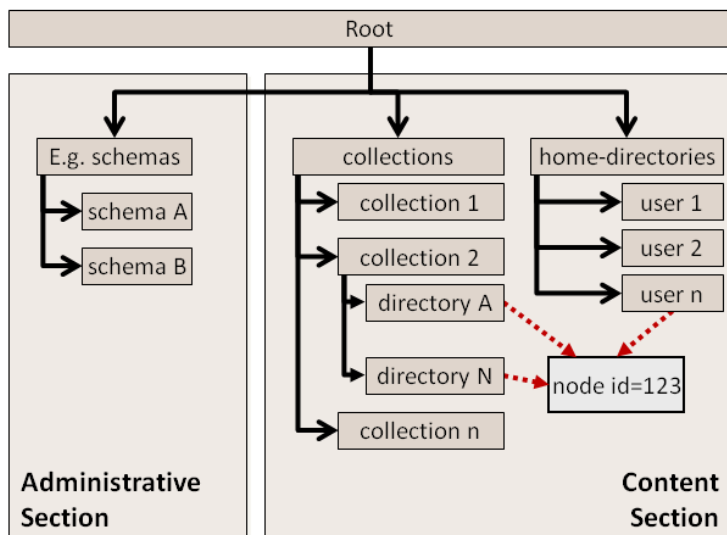 Root
E.g. schemas
schema A
schema B
Administrative
Section
collections
collection 1
collection 2
directory A
directory N
collection n
home-directories
user 1
user 2
user n
node id=123
Content
Section